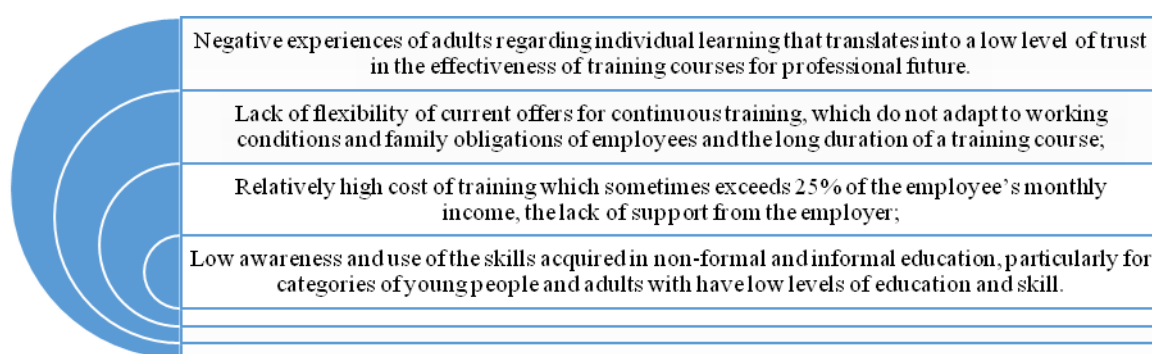 Negative experiences of adults regarding individual learning that translates into a low level of trust
in the effectiveness of training courses for professional future.
Lack of flexibility of current offers for continuous training, which do not adapt to working
conditions and family obligations of employees and the long duration of a training course;
Relatively high cost of training which sometimes exceeds 25% of the employee's monthly
income, the lack of support from the employer;
Low awareness and use of the skills acquired in non-formal and informal education, particularly for
categories of young people and adults with have low levels of education and skill.